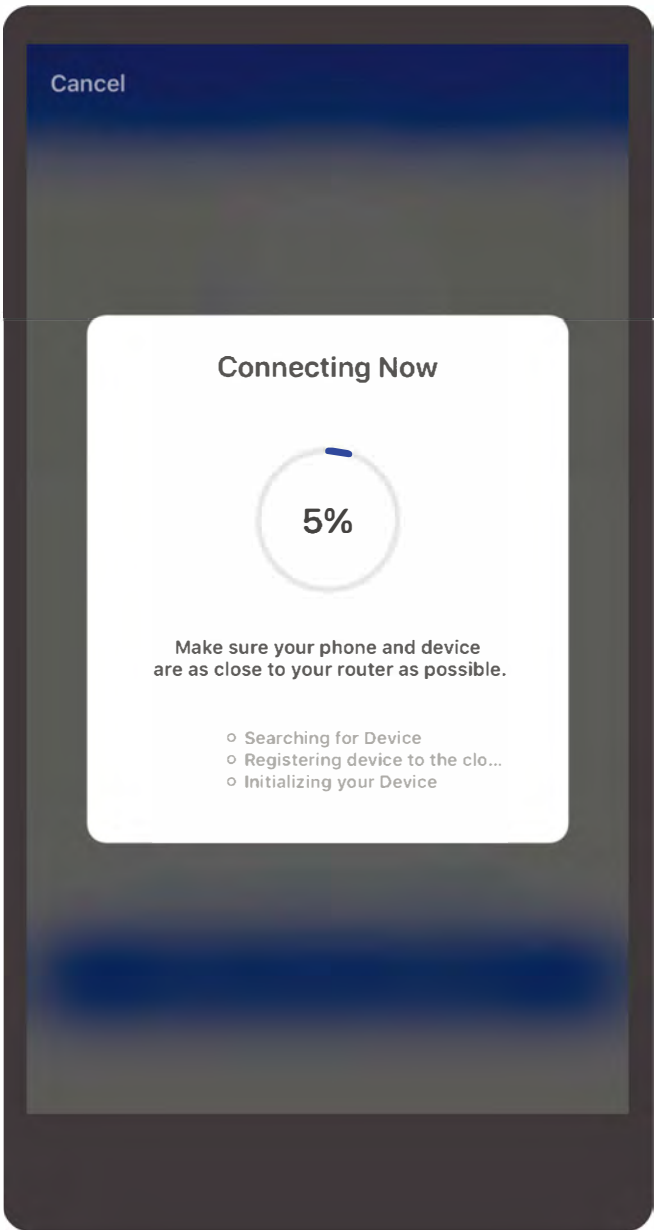 Cancel
Connecting Now
5%
Make sure your phone and device
are as close to your router as possible.
Searching for Device
Registering device to the clo...
Initializing your Device